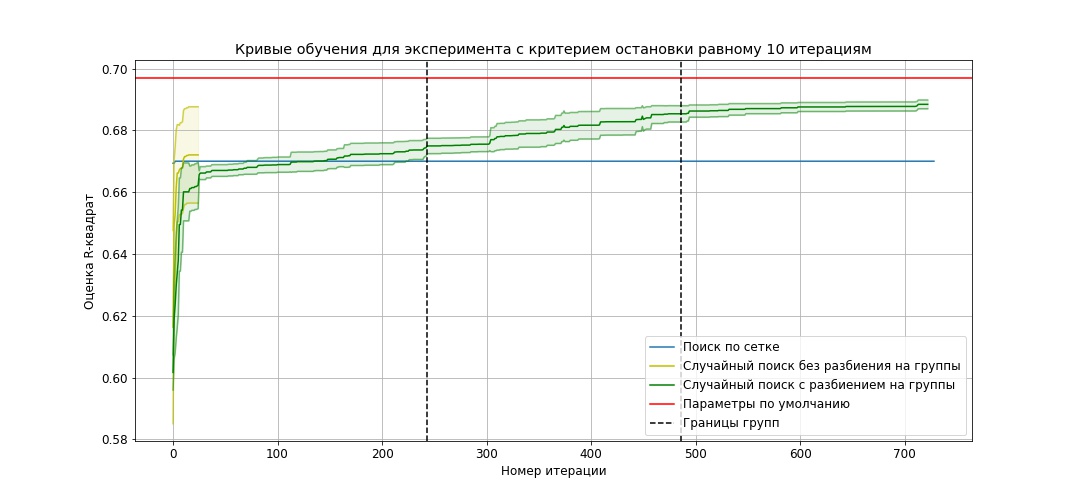 Кривые обучения для эксперимента с критерием остановки равному 10 итерациям
Оценка R-квадрат
0.70
0.68
0.66
0.64
0.62
0.60
0.58
Поиск по сетке
Случайный поиск без разбиения на группы
Случайный поиск с разбиением на группы
Параметры по умолчанию
Границы групп
0 100 200 300 400 500 600 700
Номер итерации